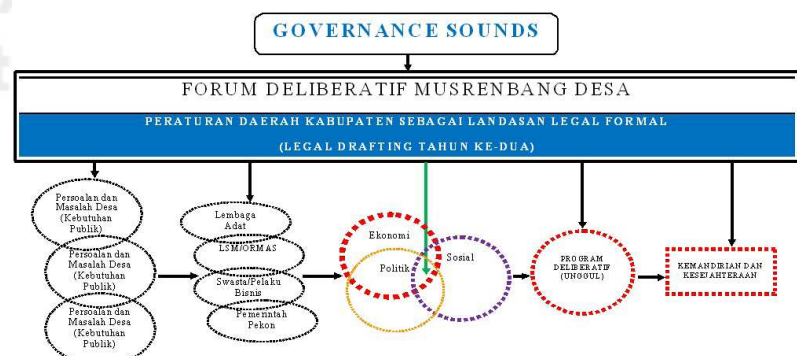 GOVERNANCE SOUNDS
FORUM DELIBERATIF MUSRENBANG DESA
PERATURAN DAERAH KABUPATEN SEBAGAI LANDASAN LEGAL FORMAL
(LEGAL DRAFTING TAHUN KE-DUA)
Persoalan dan
Masalah Desa
(Kebutuhan
Publik)
Persoalan dan
Masalah Desa
(Kebutuhan
Publik)
Persoalan dan
Masalah Desa
(Kebutuhan
Publik)
Lembaga
Adat
LSM/ORMAS
Swasta/Pelaku
Bisnis
Pemerintah
Pekon
Ekonomi
Politik
Sosial
PROGRAM
DELIBERATIF
(UNGGUL)
KEMANDIRIAN DAN
KESEJAHTERAAN